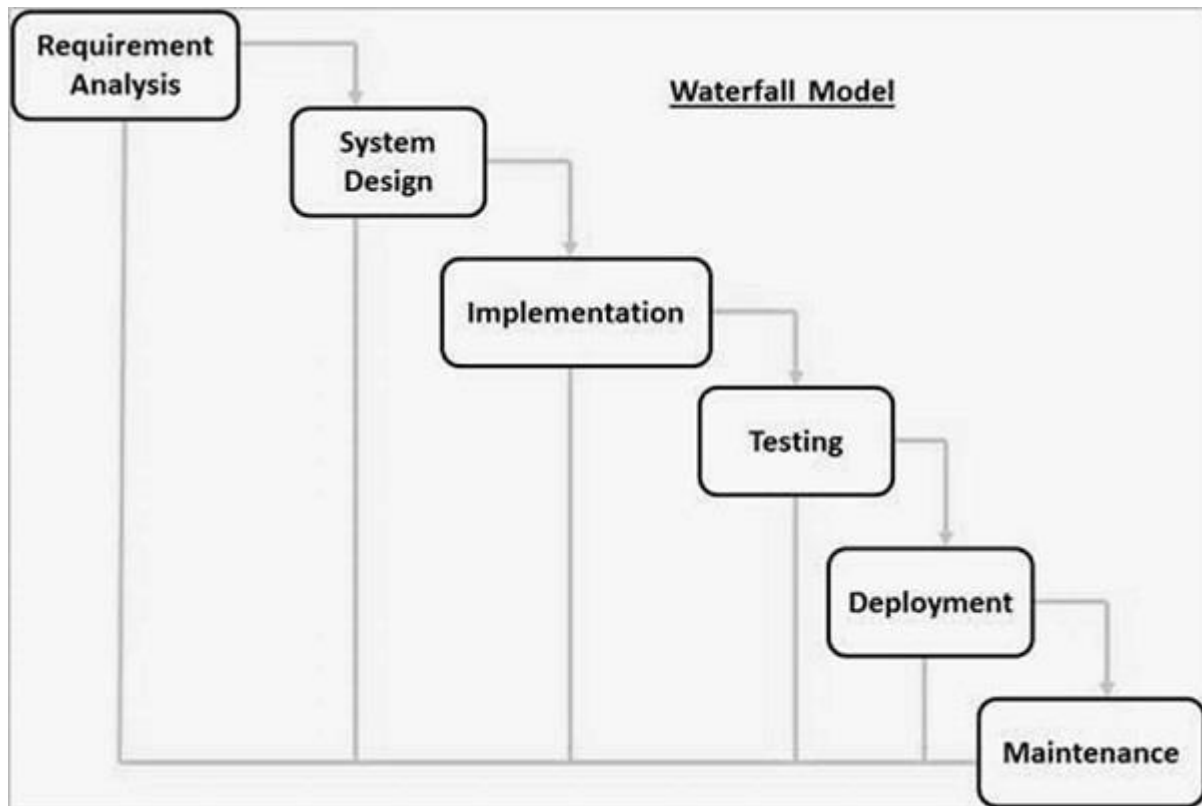 Requirement
Analysis
Waterfall Model
System
Design
Implementation
Testing
Deployment
Maintenance